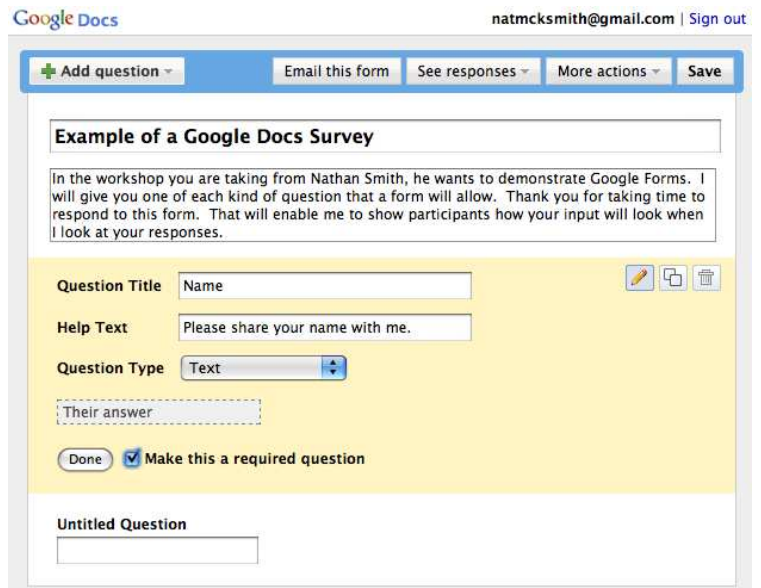 Google Docs
natmcksmith@gmail.com | Sign out
Add question
Email this form
See responses
More actions
Save
Example of a Google Docs Survey
In the workshop you are taking from Nathan Smith, he wants to demonstrate Google Forms. I
will give you one of each kind of question that a form will allow. Thank you for taking time to
respond to this form. That will enable me to show participants how your input will look when
I look at your responses.
Question Title
Name
Help Text
Please share your name with me.
Question Type
Text
Their answer
Done
Make this a required question
Untitled Question